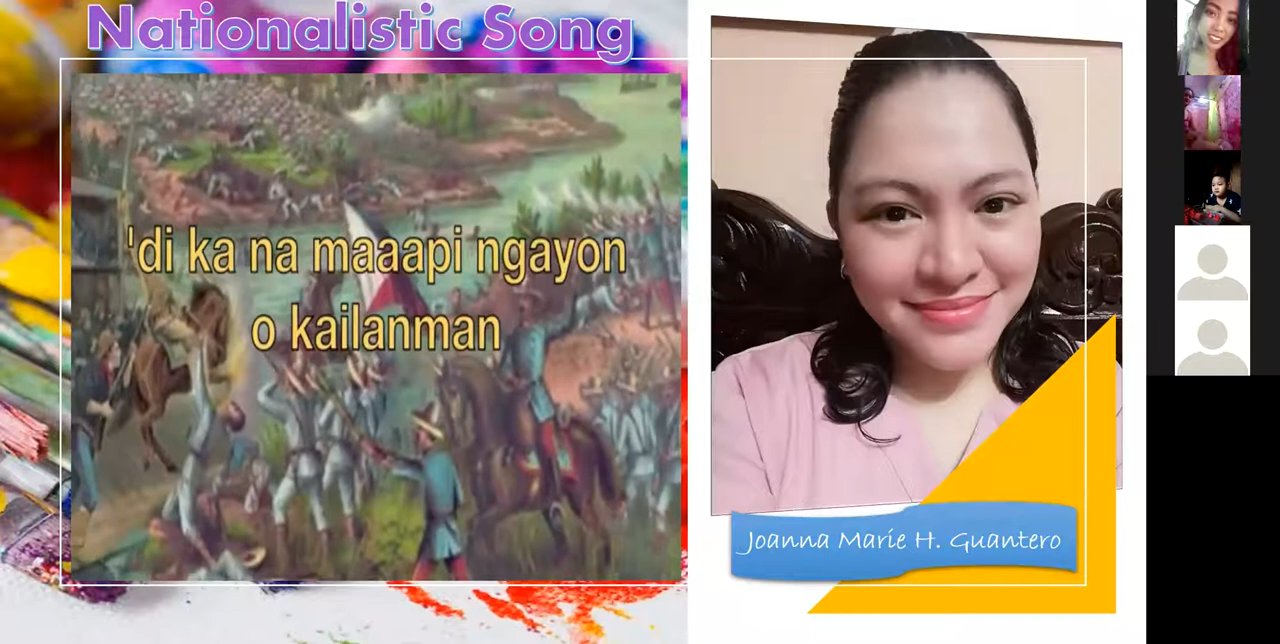 Nationalistic Song
'di ka na maaapi ngayon
o kailanman
Joanna Marie H. Guantero